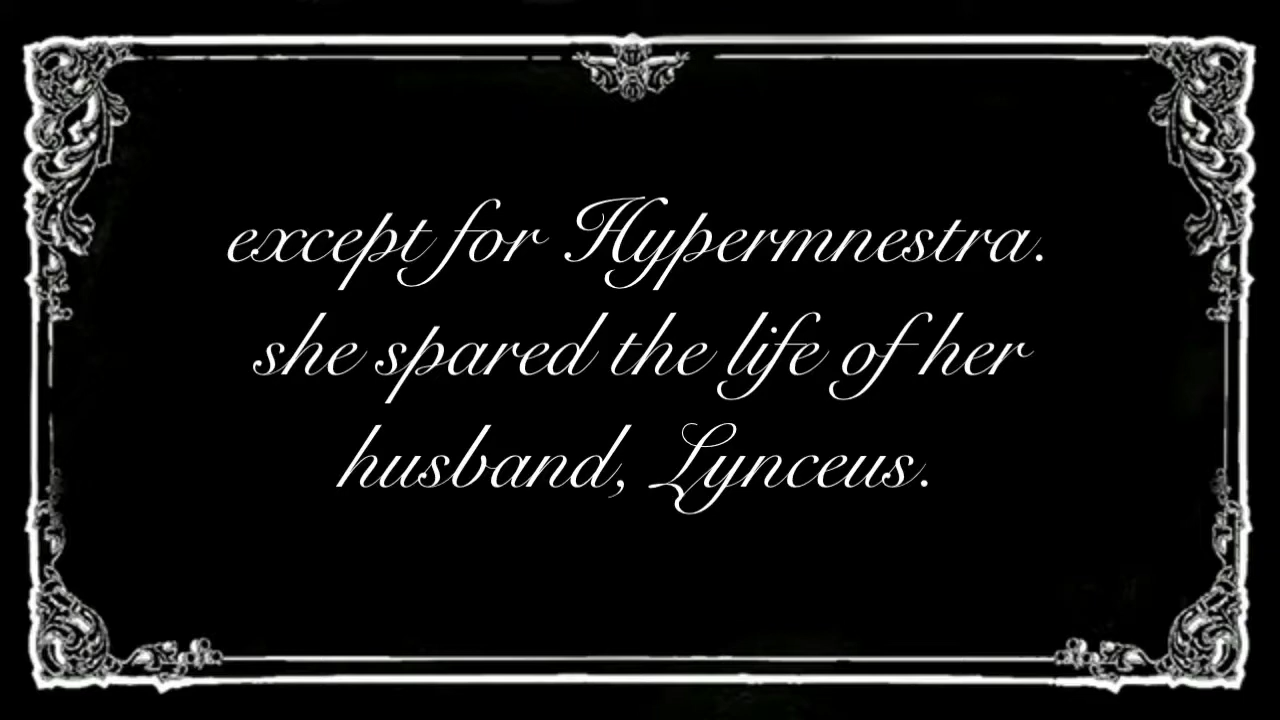 except for Hypermnestra.
she spared the life of her
husband, Lynceus.